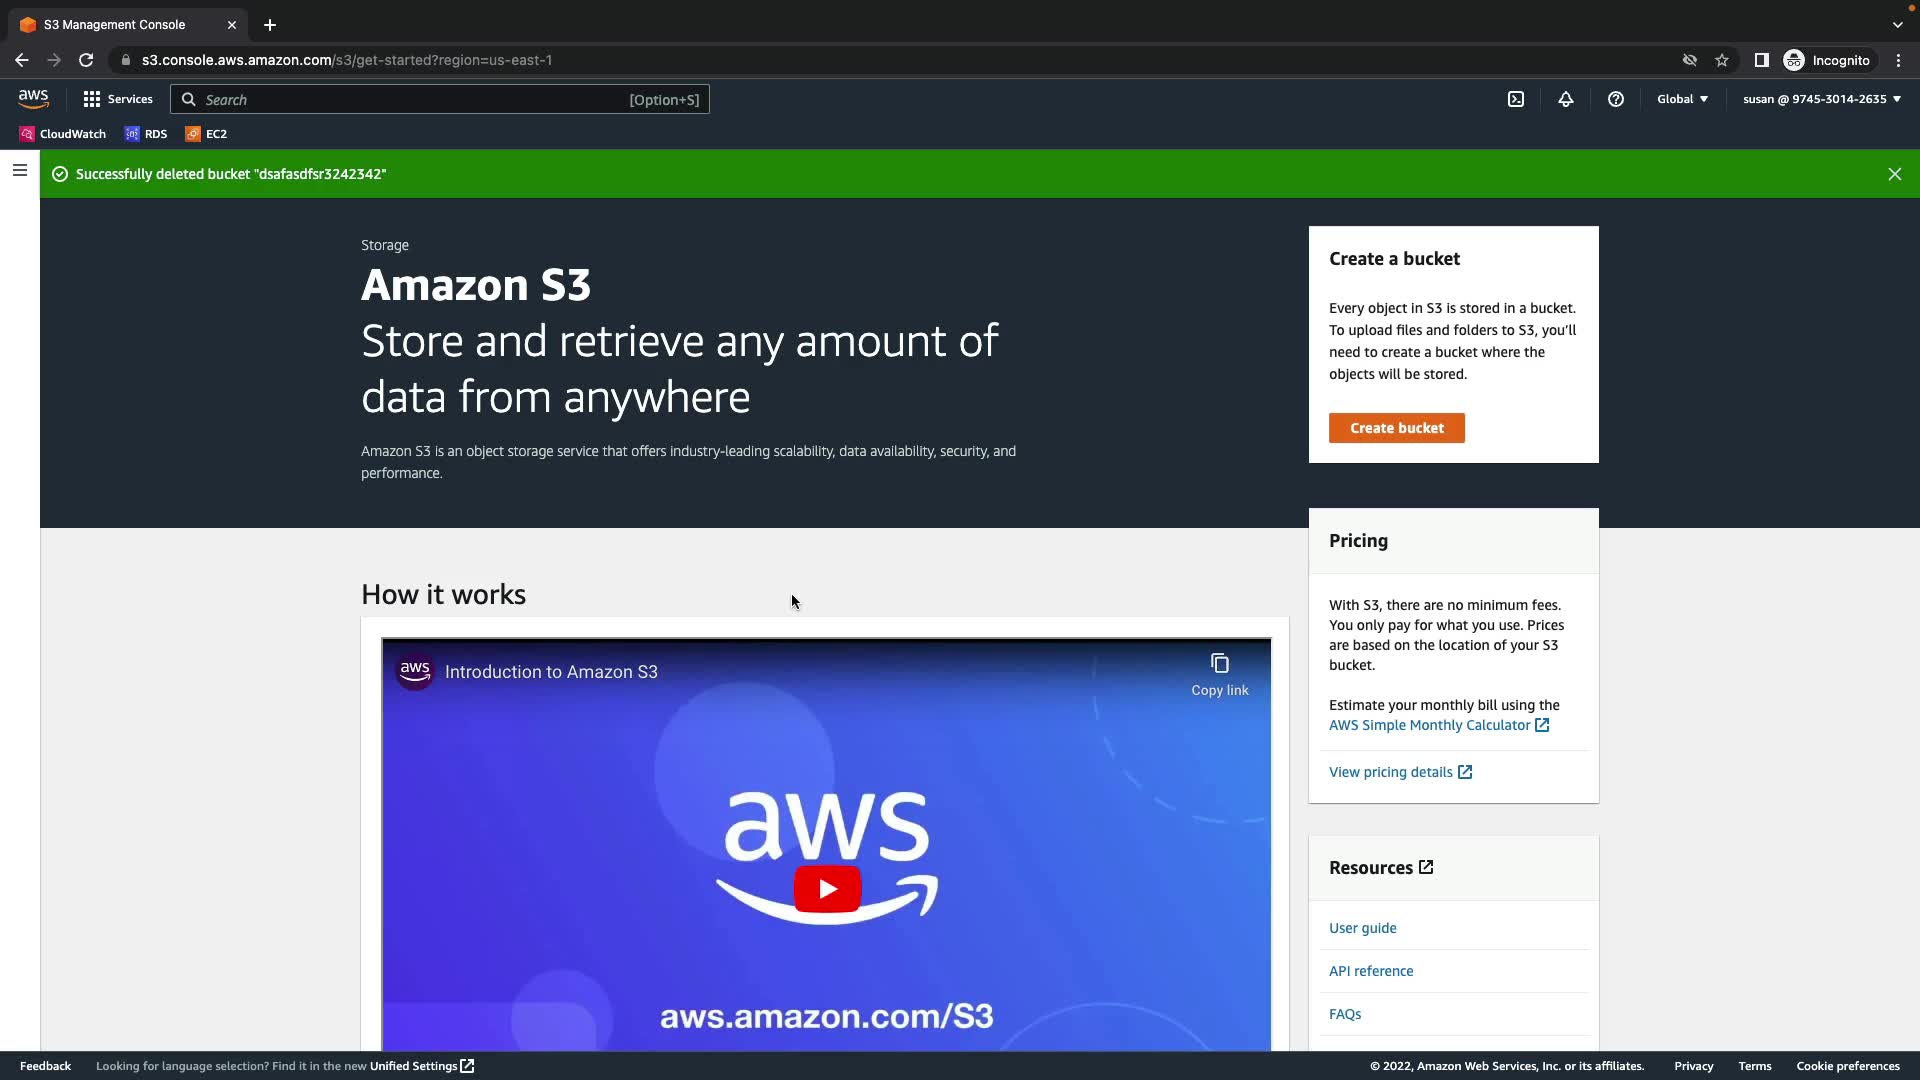 S3 Management Console
s3.console.aws.amazon.com/s3/get-started?region=us-east-1
Incognito
aws
Services
Search
[Option+S]
Global
susan @ 9745-3014-2635
CloudWatch
RDS
EC2
Successfully deleted bucket "dsafasdfsr3242342"
Storage
Amazon S3
Store and retrieve any amount of
data from anywhere
Amazon S3 is an object storage service that offers industry-leading scalability, data availability, security, and
performance.
Create a bucket
Every object in S3 is stored in a bucket.
To upload files and folders to S3, you'll
need to create a bucket where the
objects will be stored.
Create bucket
How it works
aws
Introduction to Amazon S3
Copy link
aws
aws.amazon.com/S3
Pricing
With S3, there are no minimum fees.
You only pay for what you use. Prices
are based on the location of your S3
bucket.
Estimate your monthly bill using the
AWS Simple Monthly Calculator
View pricing details
Resources
User guide
API reference
FAQs
Feedback
Looking for language selection? Find it in the new Unified Settings
© 2022, Amazon Web Services, Inc. or its affiliates.
Privacy
Terms
Cookie preferences